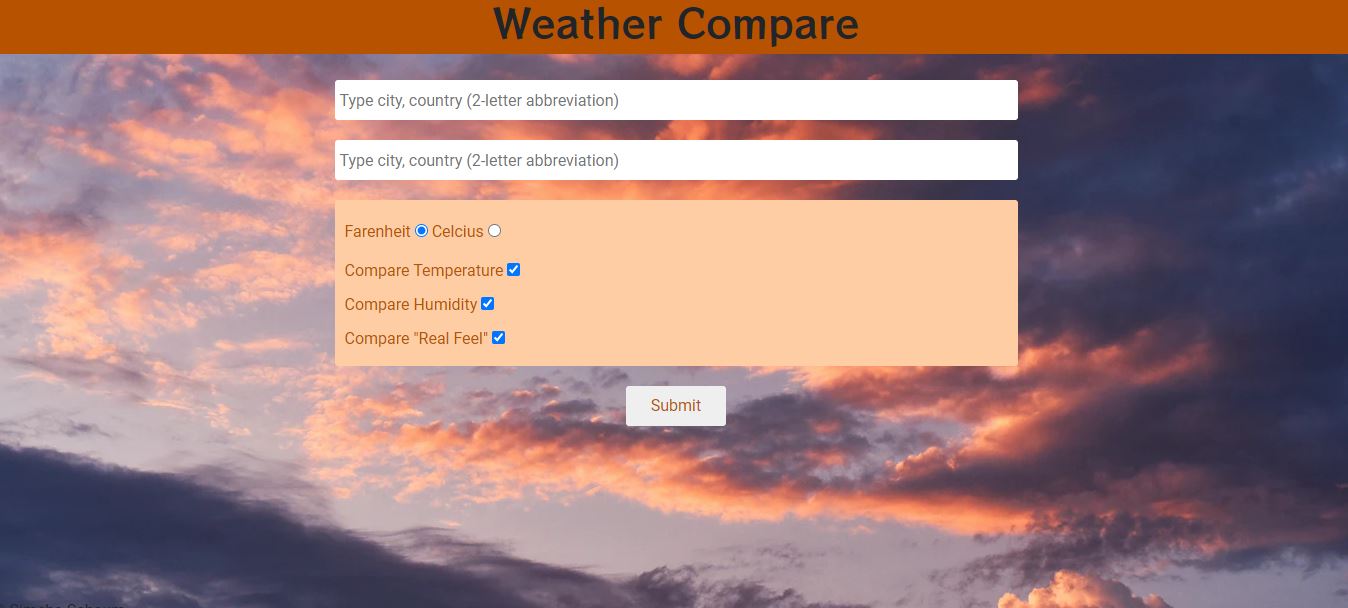 Weather Compare
Type city, country (2-letter abbreviation)
Type city, country (2-letter abbreviation)
Farenheit Celcius
Compare Temperature
Compare Humidity
Compare "Real Feel"
Submit